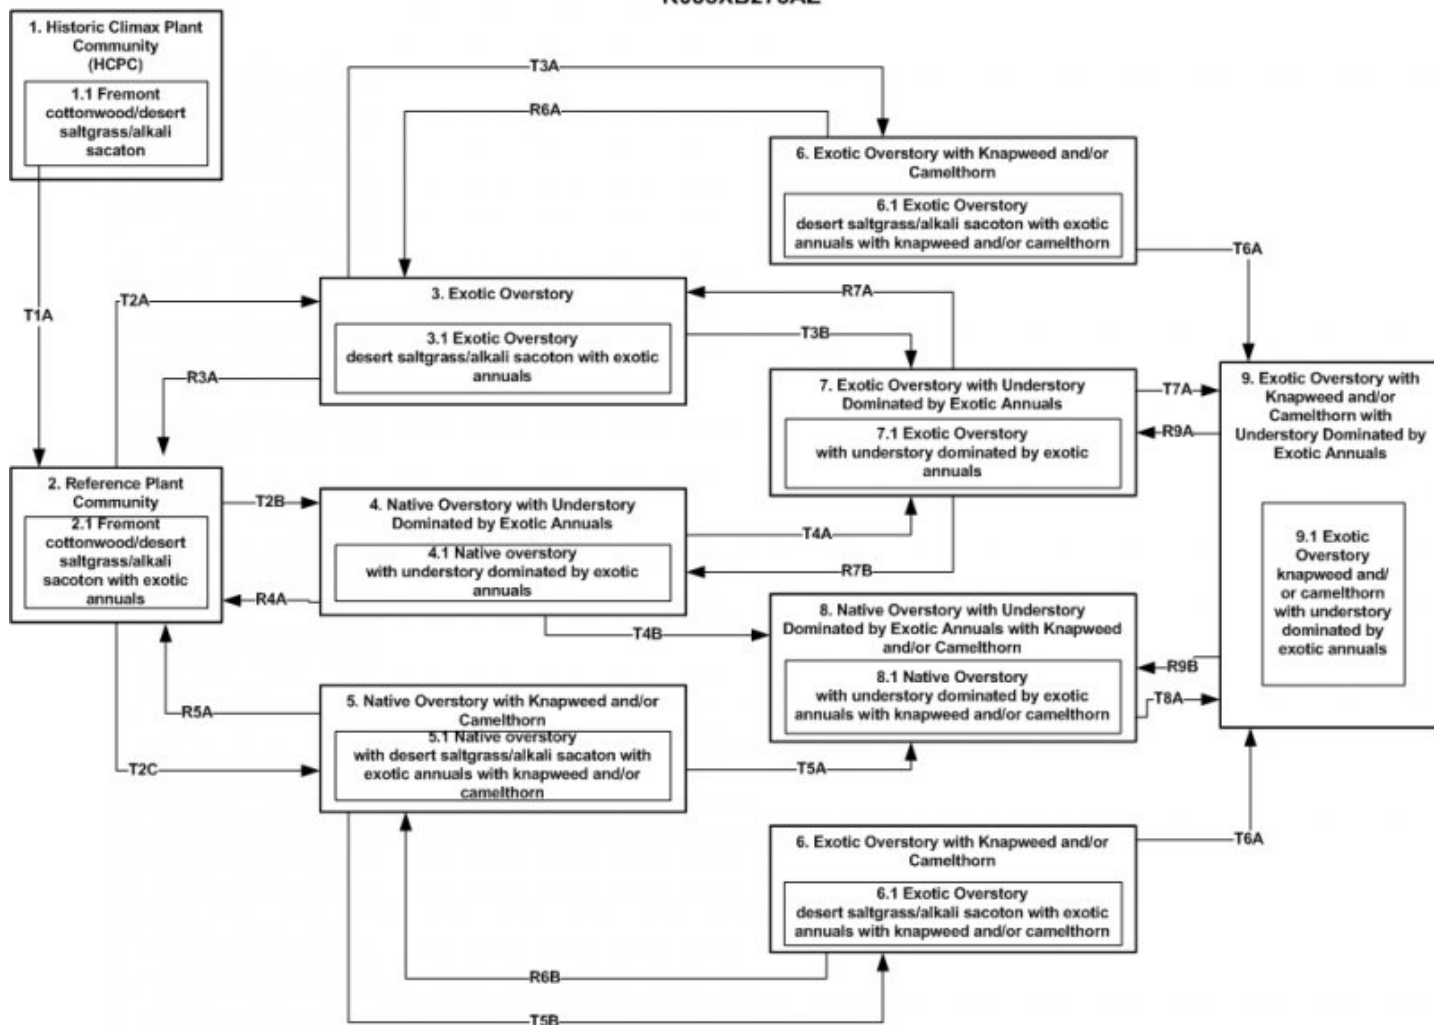 1. Historic Climax Plant
Community
(HCPC)
1.1 Fremont
cottonwood/desert
saltgrass/alkali
sacaton
T3A
R6A
6. Exotic Overstory with Knapweed and/or
Camelthorn
6.1 Exotic Overstory
desert saltgrass/alkali sacoton with exotic
annuals with knapweed and/or camelthorn
T6A
T1A
T2A
3. Exotic Overstory
3.1 Exotic Overstory
desert saltgrass/alkali sacoton with exotic
annuals
R7A
T3B
R3A
7. Exotic Overstory with Understory
Dominated by Exotic Annuals
7.1 Exotic Overstory
with understory dominated by exotic
annuals
T7A
R9A
9. Exotic Overstory with
Knapweed and/or
Camelthorn with
Understory Dominated by
Exotic Annuals
9.1 Exotic
Overstory
knapweed and/
or camelthorn
with understory
dominated by
exotic annuals
2. Reference Plant
Community
2.1 Fremont
cottonwood/desert
saltgrass/alkali
sacoton with exotic
annuals
T2B
4. Native Overstory with Understory
Dominated by Exotic Annuals
4.1 Native overstory
with understory dominated by exotic
annuals
T4A
R7B
R4A
T4B
8. Native Overstory with Understory
Dominated by Exotic Annuals with Knapweed
and/or Camelthorn
8.1 Native Overstory
with understory dominated by exotic
annuals with knapweed and/or camelthorn
R9B
T8A
R5A
5. Native Overstory with Knapweed and/or
Camelthorn
5.1 Native overstory
with desert saltgrass/alkali sacaton with
exotic annuals with knapweed and/or
camelthorn
T2C
T5A
6. Exotic Overstory with Knapweed and/or
Camelthorn
6.1 Exotic Overstory
desert saltgrass/alkali sacoton with exotic
annuals with knapweed and/or camelthorn
T6A
R6B
T5B